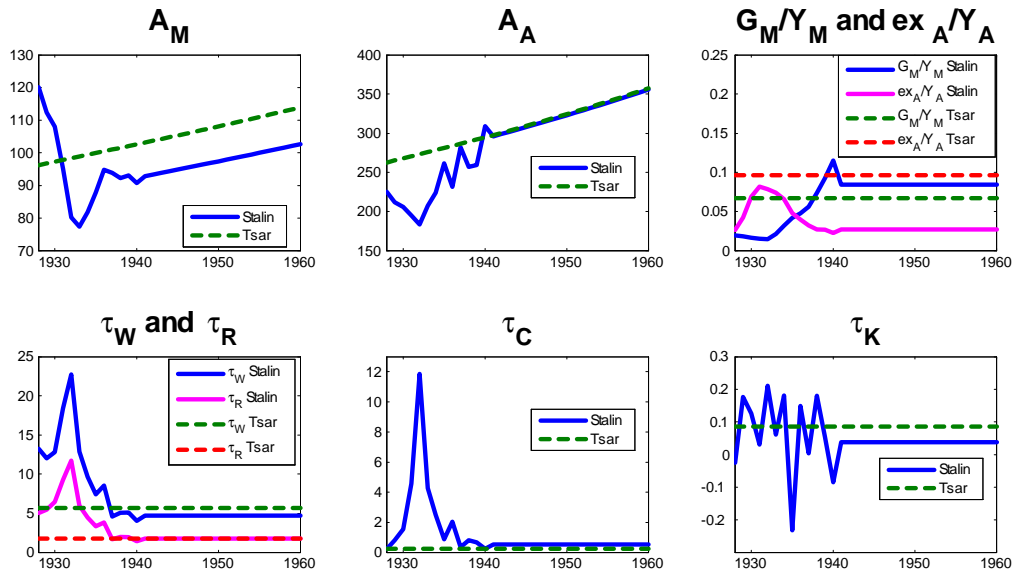 A_M
130
120
110
100
90
80
70
1930 1940 1950 1960
Stalin
Tsar
A_A
400
350
300
250
200
150
1930 1940 1950 1960
Stalin
Tsar
G_M/Y_M and ex_A/Y_A
0.25
0.2
0.15
0.1
0.05
0
1930 1940 1950 1960
G_M/Y_M Stalin
ex_A/Y_A Stalin
G_M/Y_M Tsar
ex_A/Y_A Tsar
τ_W and τ_R
25
20
15
10
5
0
1930 1940 1950 1960
τ_W Stalin
τ_R Stalin
τ_W Tsar
τ_R Tsar
τ_C
14
12
10
8
6
4
2
0
1930 1940 1950 1960
Stalin
Tsar
τ_K
0.3
0.2
0.1
0
-0.1
-0.2
1930 1940 1950 1960
Stalin
Tsar